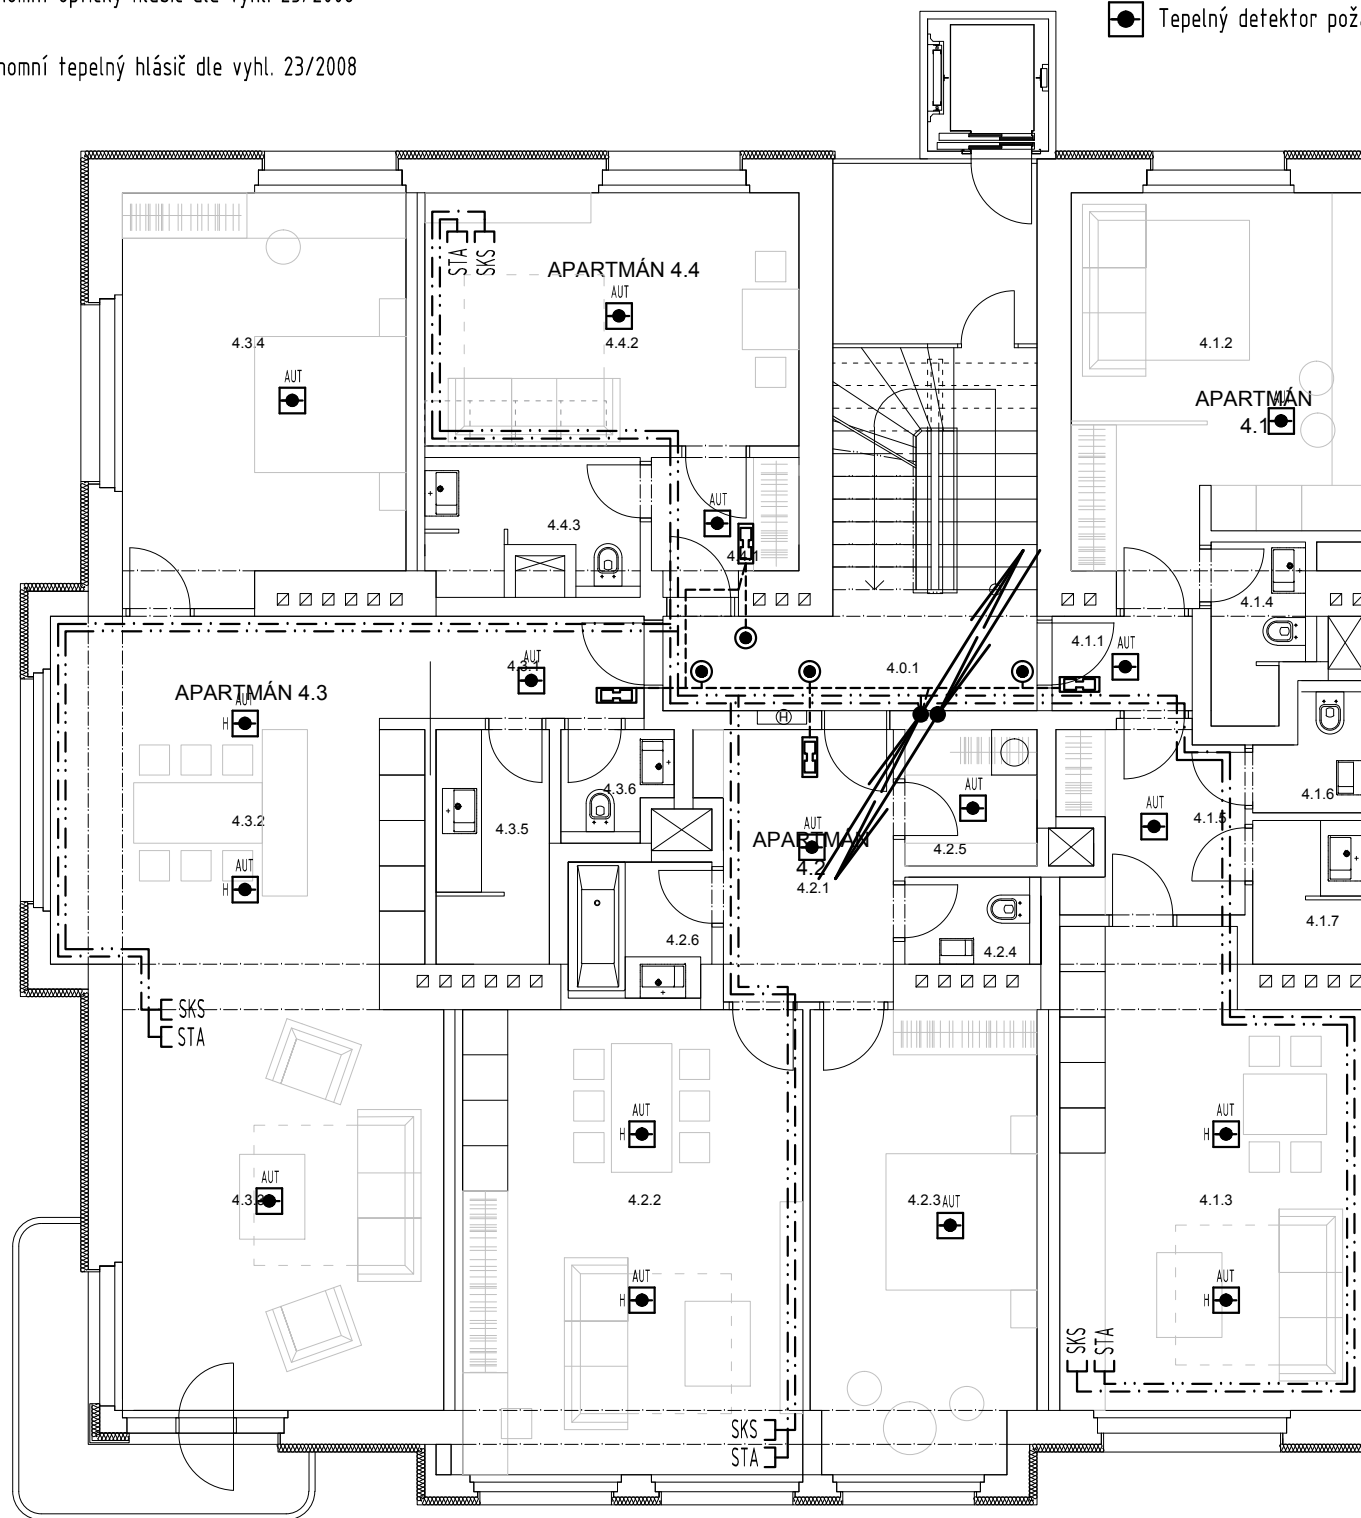 23/2008
Tepelný detektor
tepelný hlásič dle vyhl. 23/2008
STA
SKS
APARTMÁN 4.4
AUT
4.4.2
4.3.4
AUT
4.1.2
APARTMÁN
4.1
AUT
AUT
4.4.3
4.4.1
4.1.4
4.1.1
AUT
4.0.1
AUT
4.3.1
APARTMÁN 4.3
AUT
H
H
4.3.6
4.1.6
AUT
AUT
4.1.5
4.3.2
4.3.5
AUT
APARTMÁN
4.2
4.2.1
4.2.5
AUT
H
4.1.7
4.2.6
4.2.4
SKS
STA
AUT
H
AUT
H
AUT
4.3.3
4.2.2
4.2.3
AUT
4.1.3
AUT
H
AUT
H
SKS
STA
SKS
STA